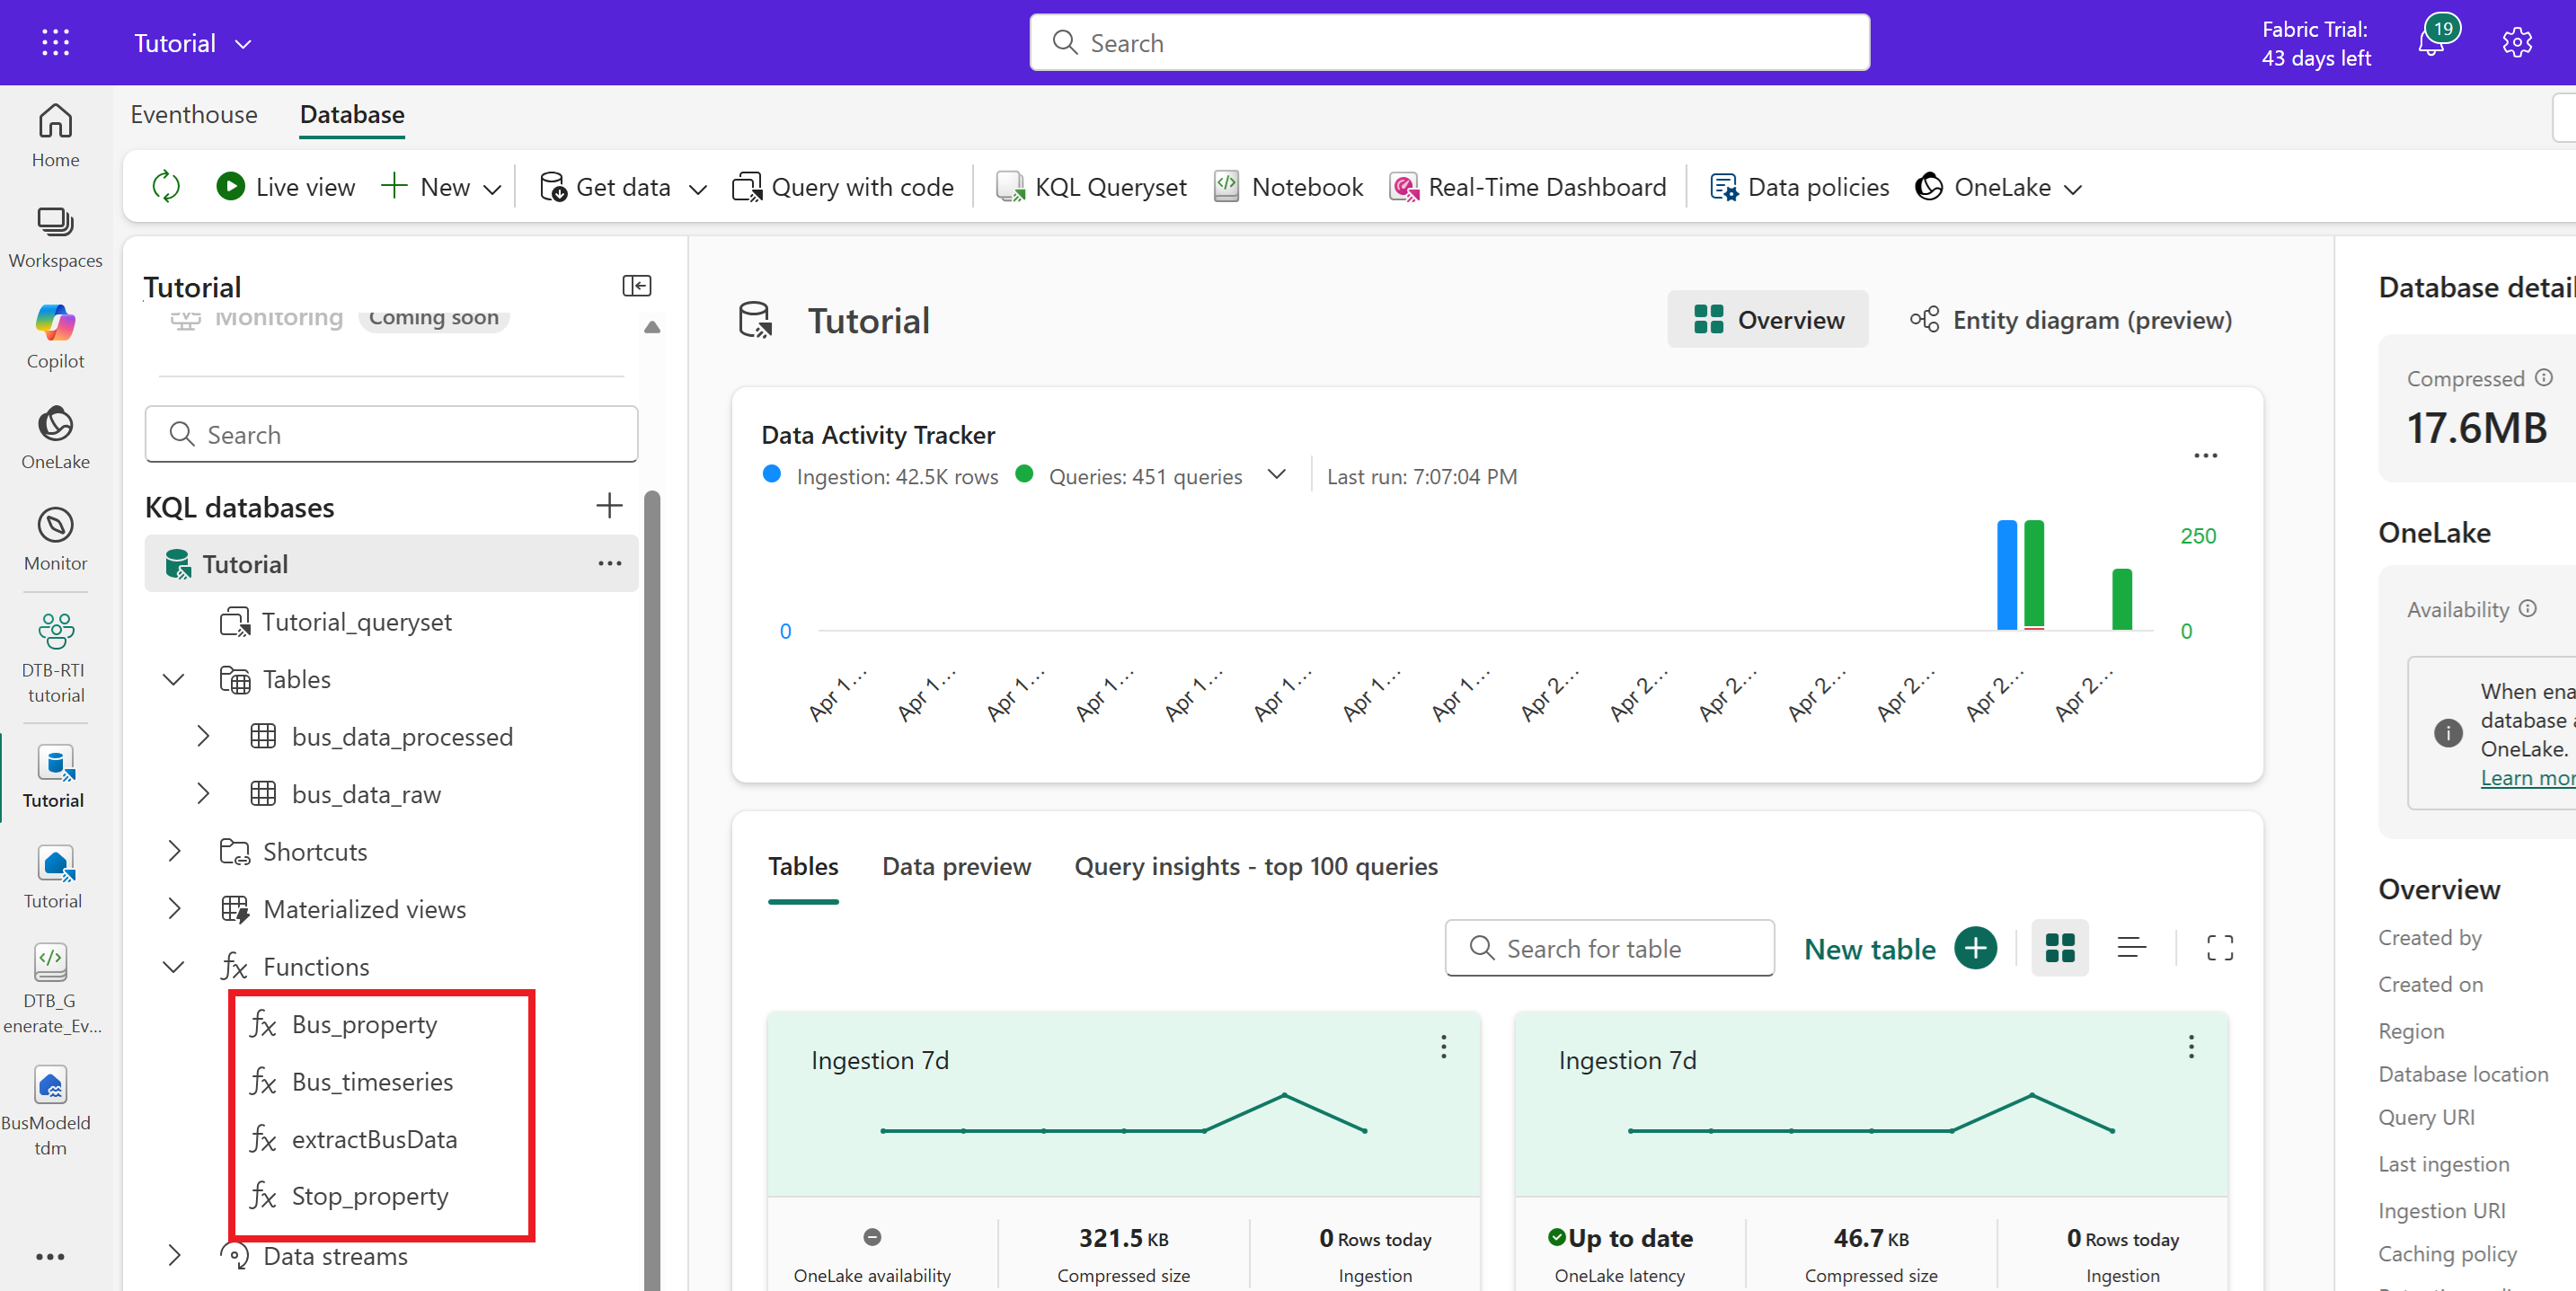 Tutorial
Search
Fabric Trial:
43 days left
19
Eventhouse
Database
Live view
New
Get data
Query with code
KQL Queryset
Notebook
Real-Time Dashboard
Data policies
OneLake
Home
Workspaces
Copilot
OneLake
Monitor
DTB-RTI
tutorial
Tutorial
Tutorial
DTB_G
enerate_Ev...
BusModeld
tdm
Tutorial
Monitoring
Coming soon
Search
KQL databases
Tutorial
Tutorial_queryset
Tables
bus_data_processed
bus_data_raw
Shortcuts
Materialized views
Functions
Bus_property
Bus_timeseries
extractBusData
Stop_property
Data streams
Tutorial
Overview
Entity diagram (preview)
Data Activity Tracker
Ingestion: 42.5K rows
Queries: 451 queries
Last run: 7:07:04 PM
250
0
0
Apr 1...
Apr 1...
Apr 1...
Apr 1...
Apr 1...
Apr 1...
Apr 1...
Apr 1...
Apr 2...
Apr 2...
Apr 2...
Apr 2...
Apr 2...
Apr 2...
Apr 2...
Tables
Data preview
Query insights - top 100 queries
Search for table
New table
Ingestion 7d
OneLake availability
321.5 KB
Compressed size
0 Rows today
Ingestion
Ingestion 7d
Up to date
OneLake latency
46.7 KB
Compressed size
0 Rows today
Ingestion
Database detai
Compressed
17.6MB
OneLake
Availability
When ena
database a
OneLake.
Learn mor
Overview
Created by
Created on
Region
Database location
Query URI
Last ingestion
Ingestion URI
Caching policy